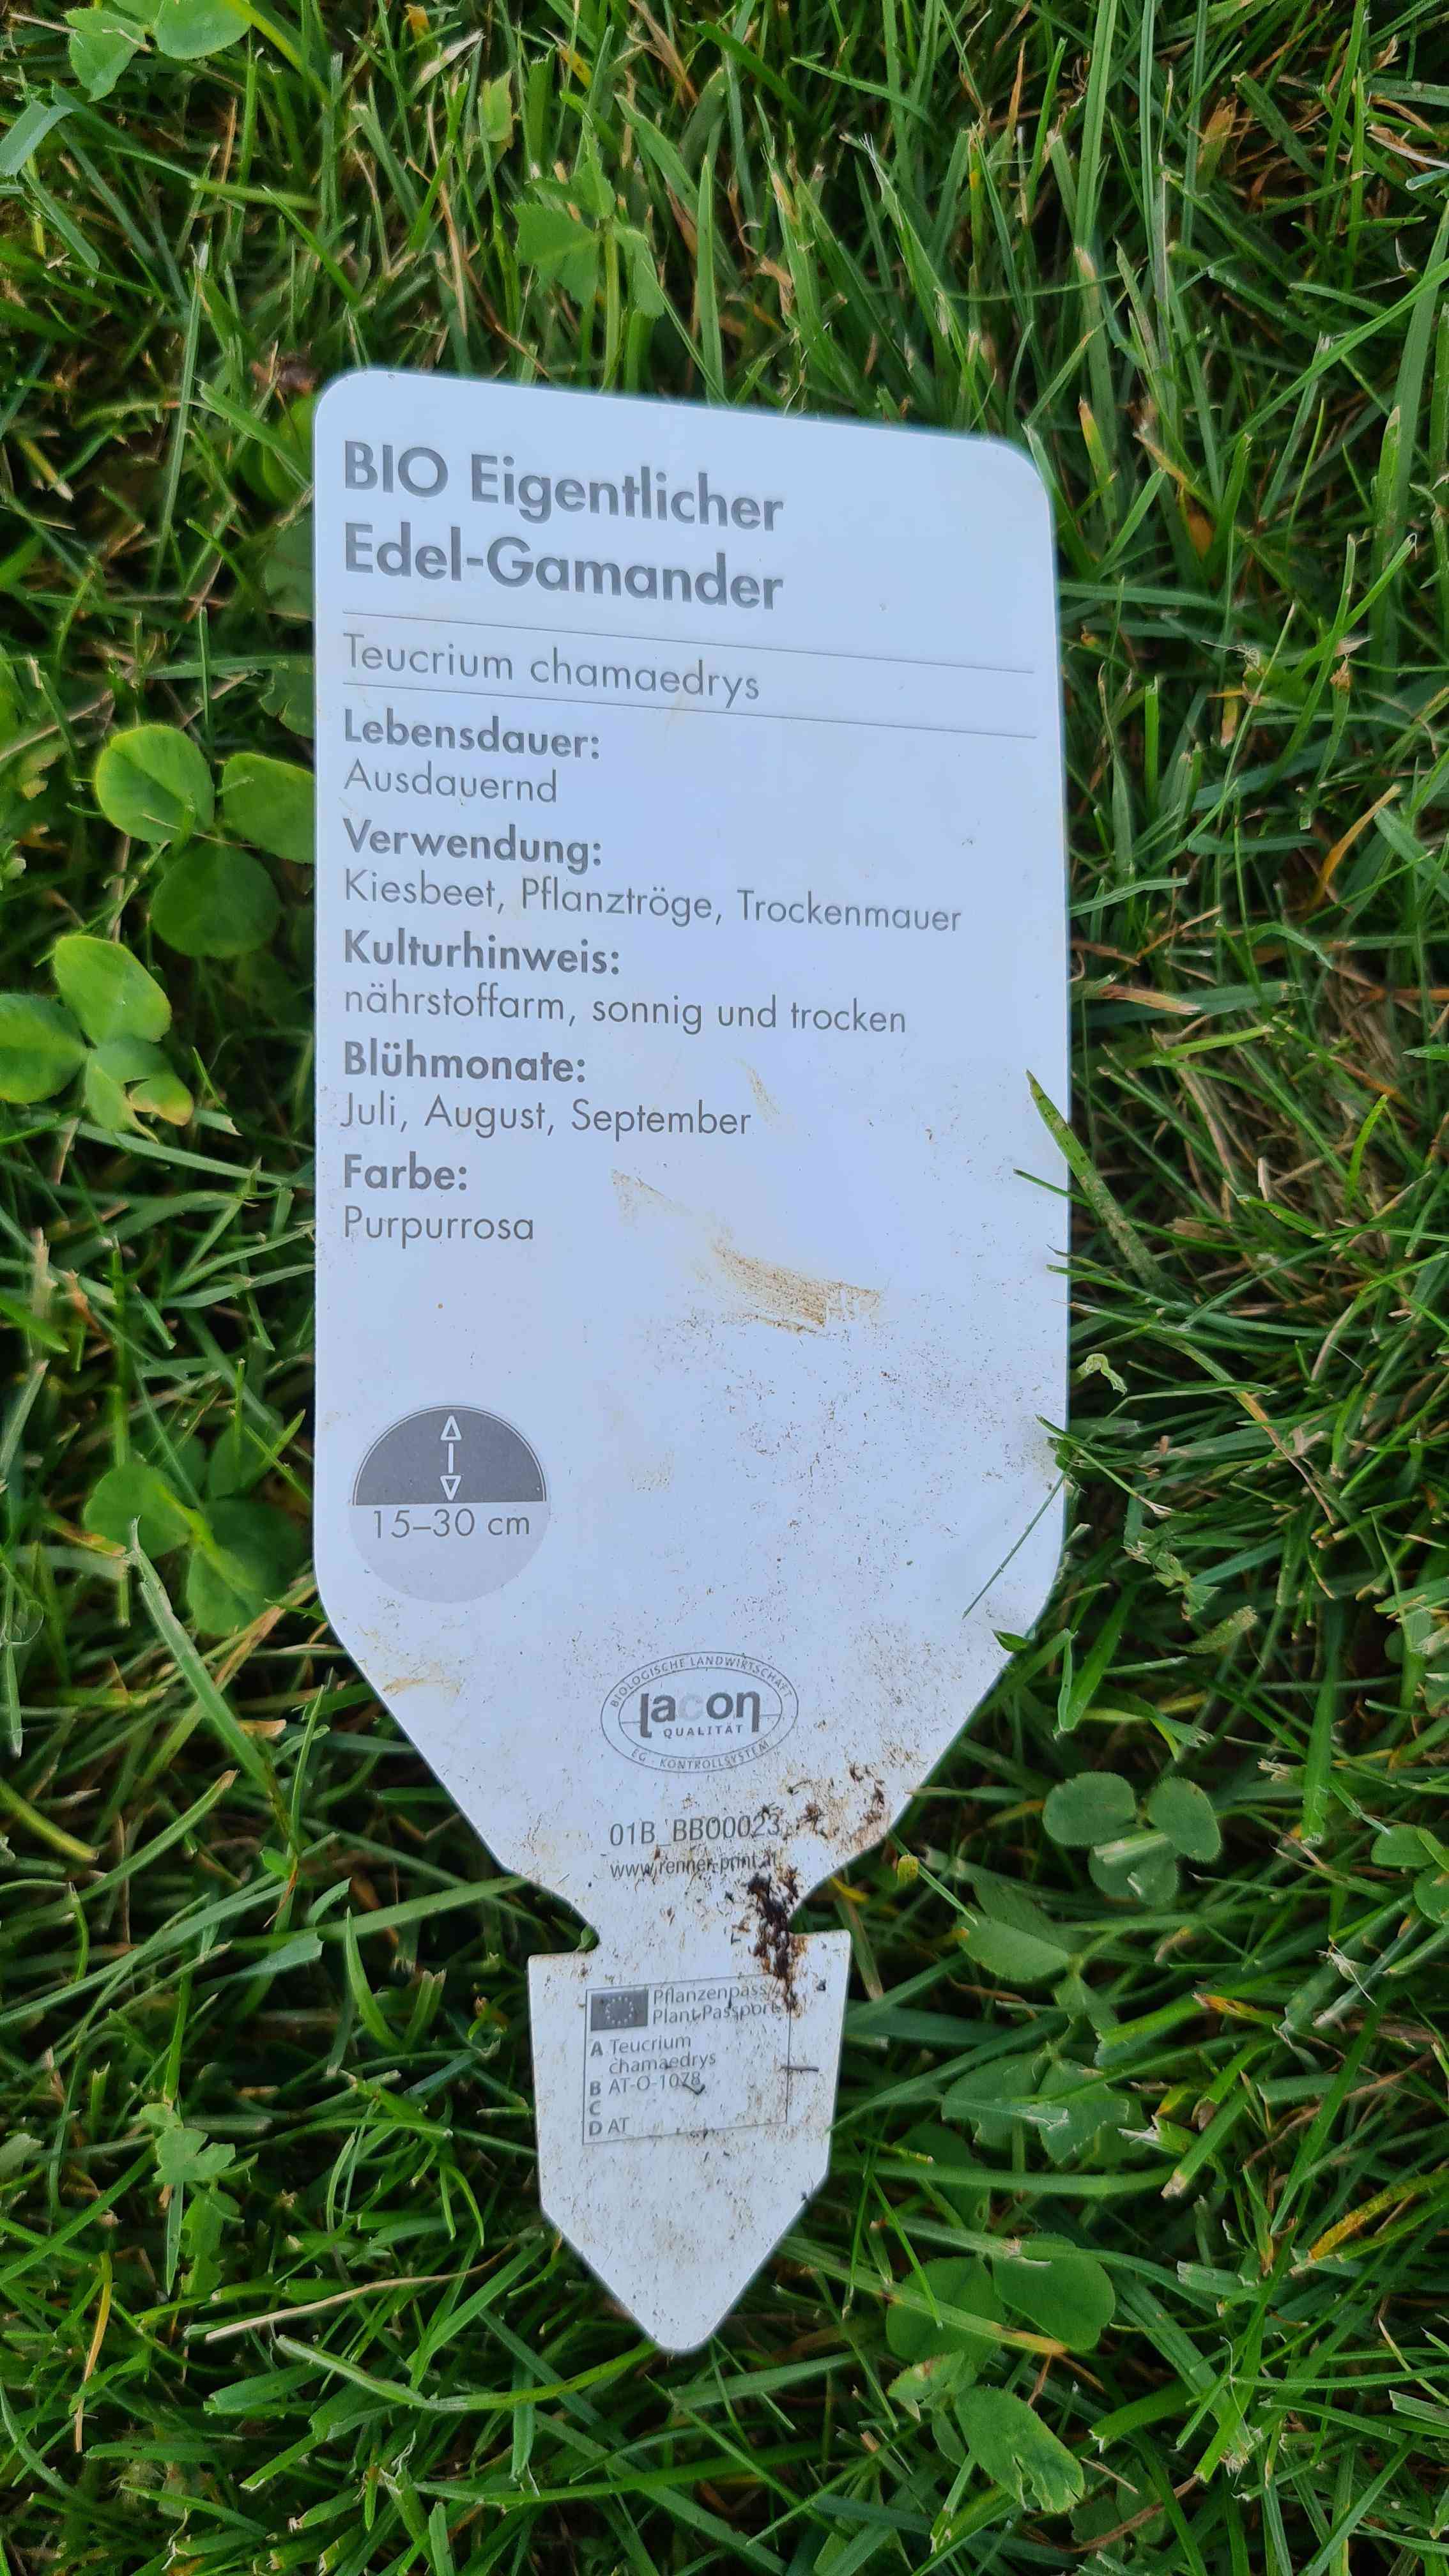 BIO Eigentlicher
Edel-Gamander
Teucrium chamaedrys
Lebensdauer:
Ausdauernd
Verwendung:
Kiesbeet, Pflanztröge, Trockenmauer
Kulturhinweis:
nährstoffarm, sonnig und trocken
Blühmonate:
Juli, August, September
Farbe:
Purpurrosa
15–30 cm
BIOLOGISCHE LANDWIRTSCHAFT
lacon
QUALITÄT
EG - KONTROLLSYSTEM
01B_BB00023
www.renner-print.at
Pflanzenpass/
Plant Passport
A Teucrium
chamaedrys
B AT-O-1078
C
D AT